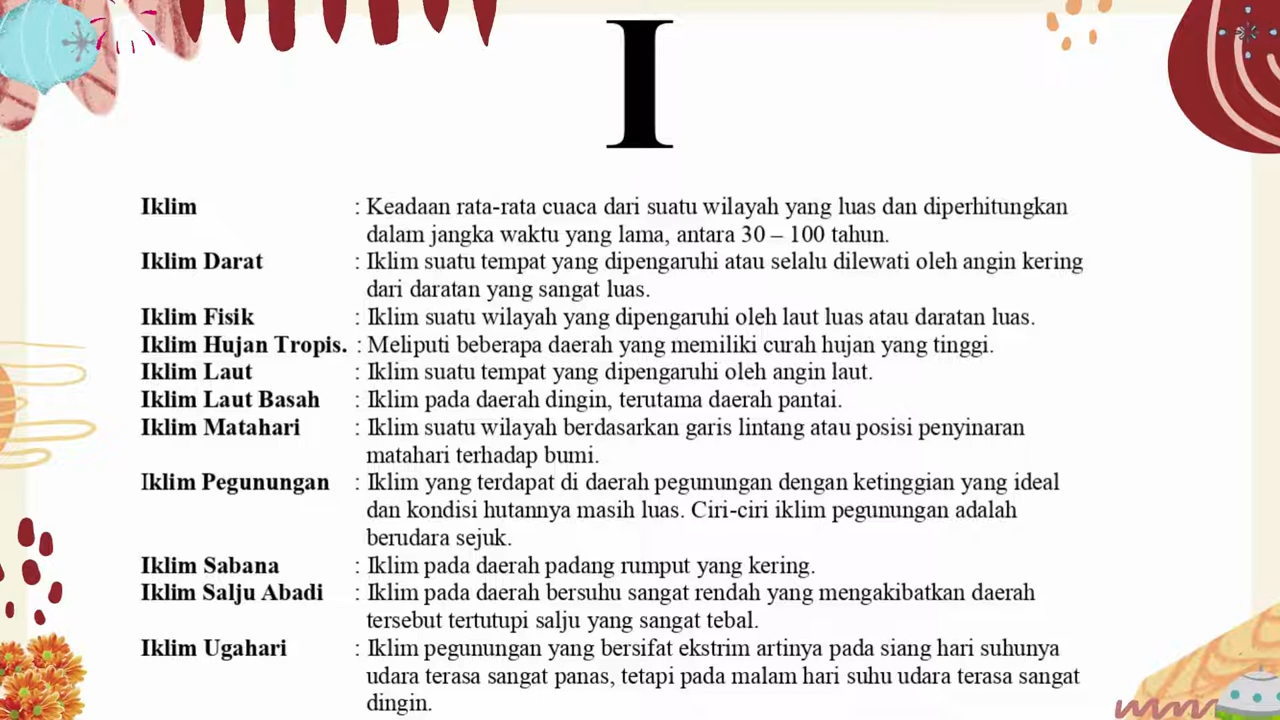 I
Iklim : Keadaan rata-rata cuaca dari suatu wilayah yang luas dan diperhitungkan
dalam jangka waktu yang lama, antara 30 – 100 tahun.
Iklim Darat : Iklim suatu tempat yang dipengaruhi atau selalu dilewati oleh angin kering
dari daratan yang sangat luas.
Iklim Fisik : Iklim suatu wilayah yang dipengaruhi oleh laut luas atau daratan luas.
Iklim Hujan Tropis. : Meliputi beberapa daerah yang memiliki curah hujan yang tinggi.
Iklim Laut : Iklim suatu tempat yang dipengaruhi oleh angin laut.
Iklim Laut Basah : Iklim pada daerah dingin, terutama daerah pantai.
Iklim Matahari : Iklim suatu wilayah berdasarkan garis lintang atau posisi penyinaran
matahari terhadap bumi.
Iklim Pegunungan : Iklim yang terdapat di daerah pegunungan dengan ketinggian yang ideal
dan kondisi hutannya masih luas. Ciri-ciri iklim pegunungan adalah
berudara sejuk.
Iklim Sabana : Iklim pada daerah padang rumput yang kering.
Iklim Salju Abadi : Iklim pada daerah bersuhu sangat rendah yang mengakibatkan daerah
tersebut tertutupi salju yang sangat tebal.
Iklim Ugahari : Iklim pegunungan yang bersifat ekstrim artinya pada siang hari suhunya
udara terasa sangat panas, tetapi pada malam hari suhu udara terasa sangat
dingin.